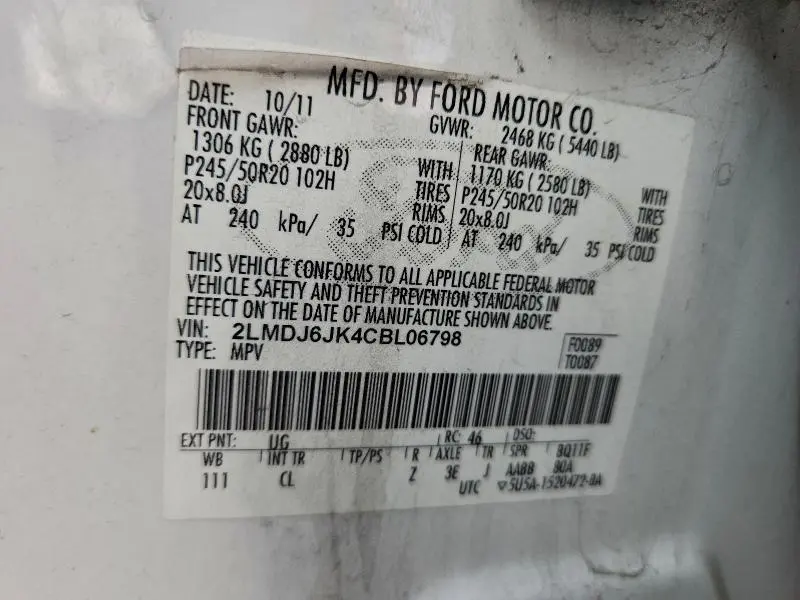 MFD. BY FORD MOTOR CO.
DATE: 10/11 GVWR: 2468 KG ( 5440 LB)
FRONT GAWR: REAR GAWR:
1306 KG ( 2880 LB) WITH 1170 KG ( 2580 LB) WITH
P245/50R20 102H TIRES P245/50R20 102H TIRES
20x8.0J RIMS 20x8.0J RIMS
AT 240 kPa/ 35 PSI COLD AT 240 kPa/ 35 PSI COLD
THIS VEHICLE CONFORMS TO ALL APPLICABLE FEDERAL MOTOR
VEHICLE SAFETY AND THEFT PREVENTION STANDARDS IN
EFFECT ON THE DATE OF MANUFACTURE SHOWN ABOVE.
VIN: 2LMDJ6JK4CBL06798 F0089
TYPE: MPV T0087
EXT PNT: UG RC: 46 DSO:
WB INT TR TP/PS R AXLE TR SPR BQ11F
111 CL Z 3E J AABB 80A
UTC ▽5U5A-1520472-BA